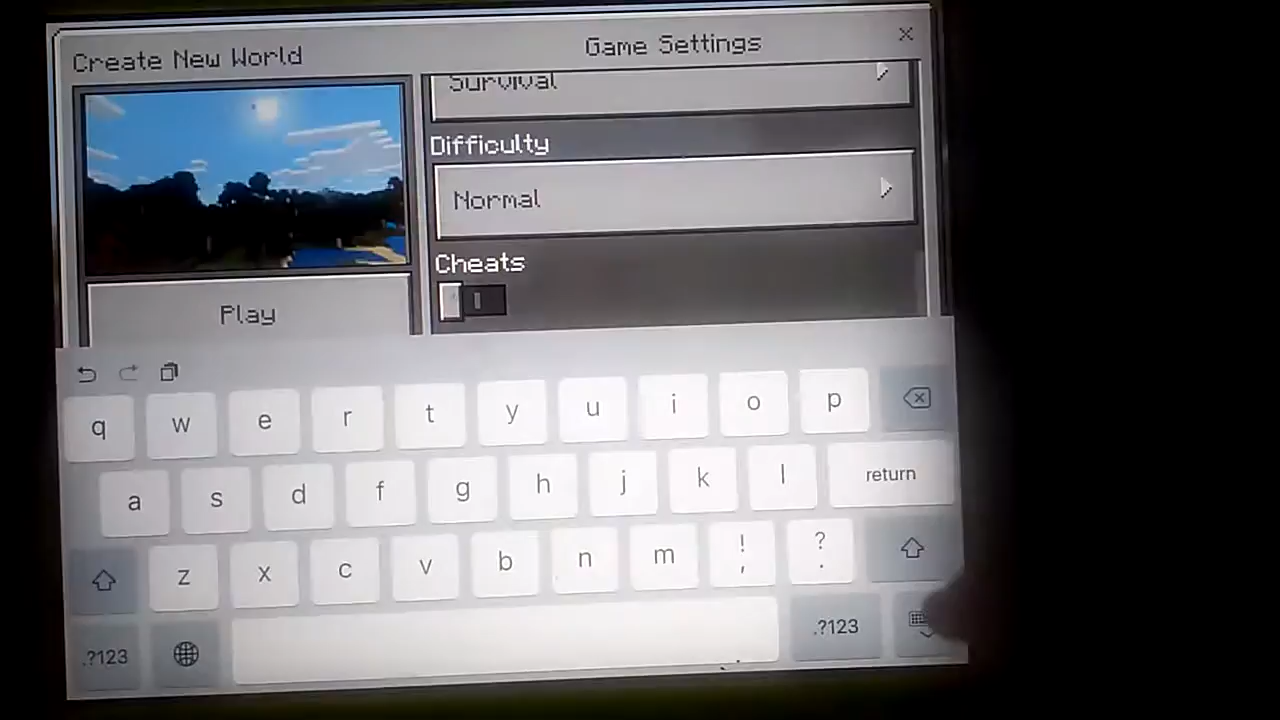 Create New World
Game Settings
Survival
Difficulty
Normal
Cheats
Play
q w e r t y u i o p
a s d f g h j k l return
z x c v b n m ! , ? .
.?123 .?123